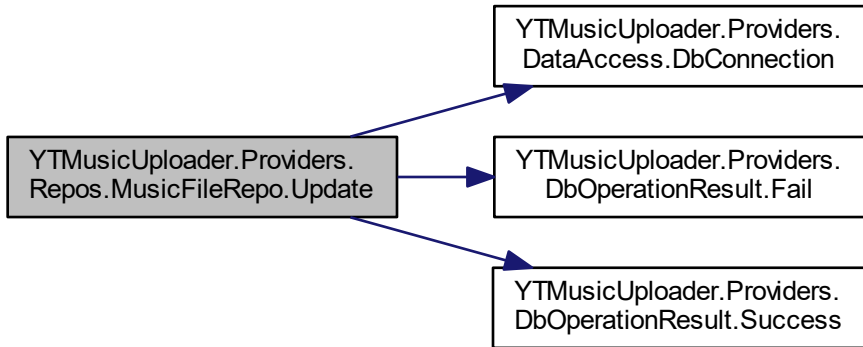 YTMusicUploader.Providers.
Repos.MusicFileRepo.Update
YTMusicUploader.Providers.
DataAccess.DbConnection
YTMusicUploader.Providers.
DbOperationResult.Fail
YTMusicUploader.Providers.
DbOperationResult.Success